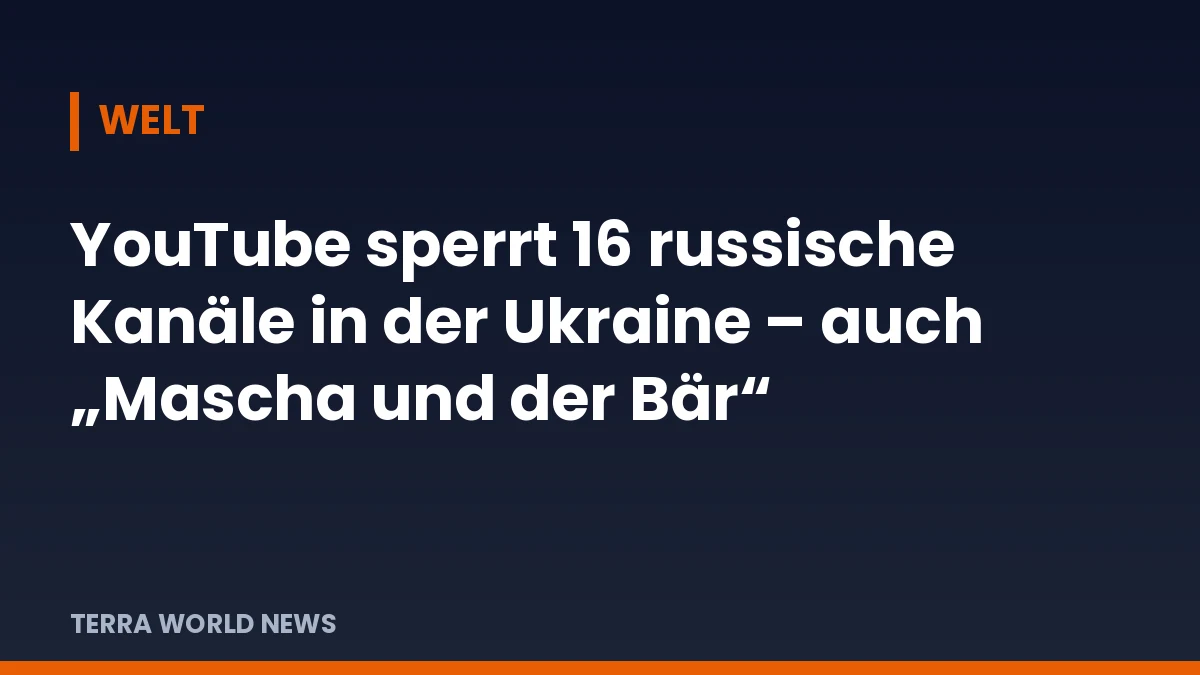 WELT
YouTube sperrt 16 russische
Kanäle in der Ukraine – auch
„Mascha und der Bär“
TERRA WORLD NEWS